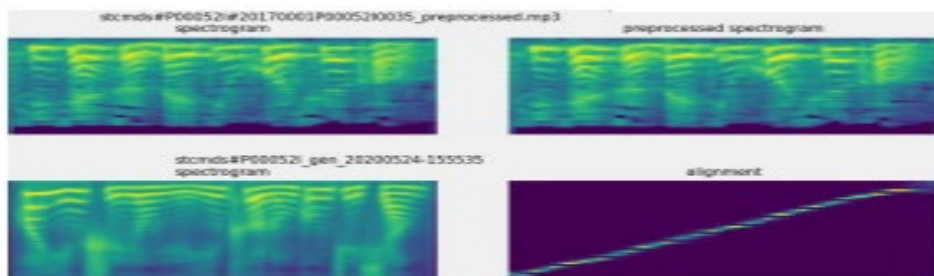 stcmds#P00052I#20170001P00052I0035_preprocessed.mp3
spectrogram
preprocessed spectrogram
stcmds#P00052I_gen_20200524-155535
spectrogram
alignment